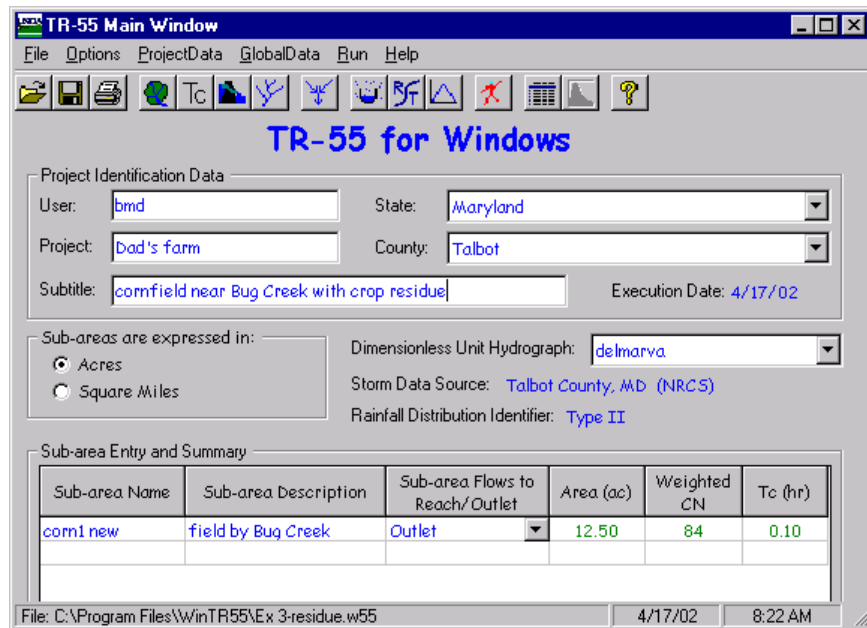 TR-55 Main Window
File Options ProjectData GlobalData Run Help
Tc
TR-55 for Windows
Project Identification Data
User: bmd State: Maryland
Project: Dad's farm County: Talbot
Subtitle: cornfield near Bug Creek with crop residue Execution Date: 4/17/02
Sub-areas are expressed in:
Acres
Square Miles
Dimensionless Unit Hydrograph: delmarva
Storm Data Source: Talbot County, MD (NRCS)
Rainfall Distribution Identifier: Type II
Sub-area Entry and Summary
Sub-area Name Sub-area Description Sub-area Flows to Reach/Outlet Area (ac) Weighted CN Tc (hr)
corn1 new field by Bug Creek Outlet 12.50 84 0.10
File: C:\Program Files\WinTR55\Ex 3-residue.w55 4/17/02 8:22 AM